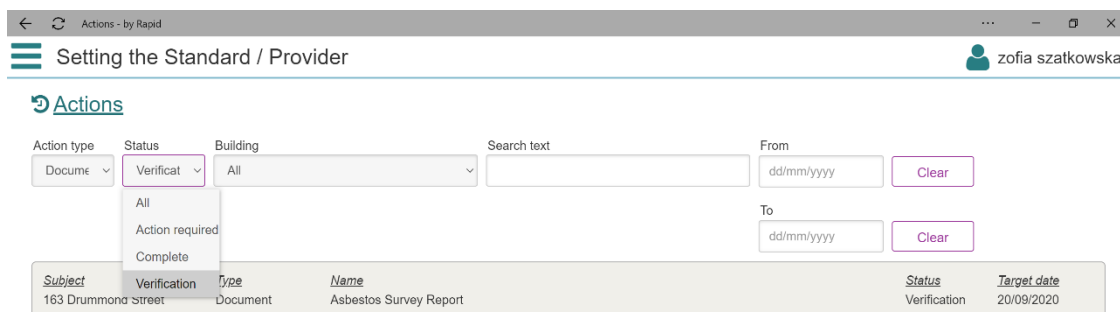 Actions - by Rapid
Setting the Standard / Provider
zofia szatkowska
Actions
Action type Status Building Search text From
Docume Verificat All dd/mm/yyyy Clear
All
Action required
Complete
Verification
To
dd/mm/yyyy Clear
Subject Type Name Status Target date
163 Drummond Street Document Asbestos Survey Report Verification 20/09/2020